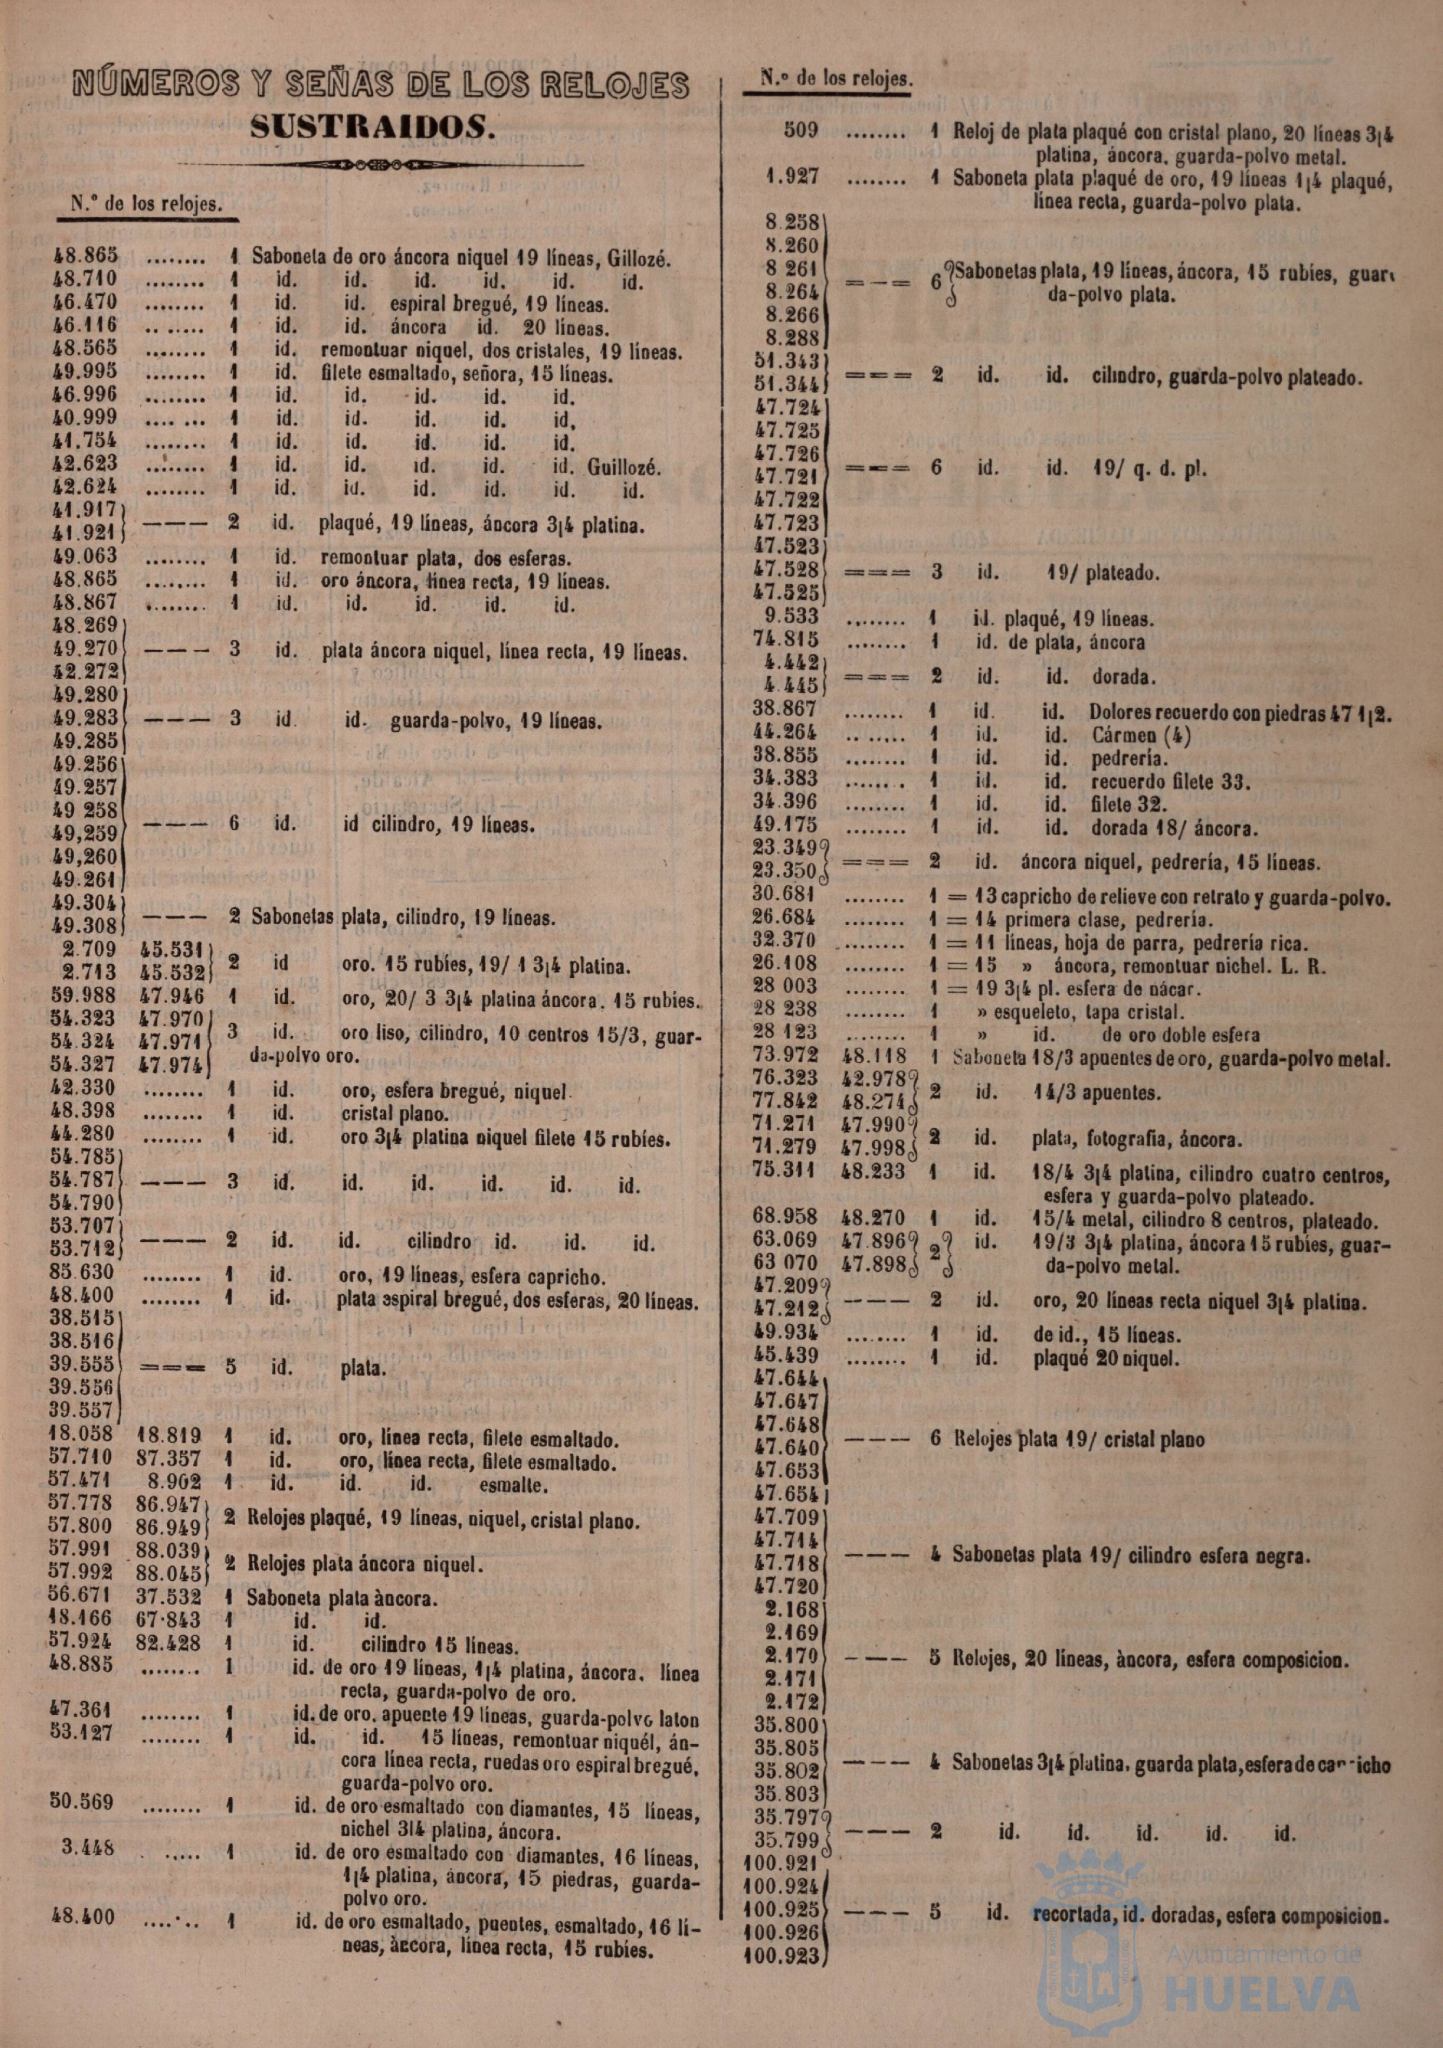 NÚMEROS Y SEÑAS DE LOS RELOJES
SUSTRAIDOS.
N.º de los relojes.
48.865 ........ 1 Saboneta de oro áncora niquel 19 líneas, Gillozé.
48.710 ........ 1 id. id. id. id. id. id.
46.470 ........ 1 id. id. espiral bregué, 19 líneas.
46.116 ........ 1 id. id. áncora id. 20 líneas.
48.565 ........ 1 id. remontuar niquel, dos cristales, 19 líneas.
49.995 ........ 1 id. filete esmaltado, señora, 15 líneas.
46.996 ........ 1 id. id. id. id. id.
40.999 ........ 1 id. id. id. id. id,
41.754 ........ 1 id. id. id. id. id.
42.623 ........ 1 id. id. id. id. id. Guillozé.
42.624 ........ 1 id. id. id. id. id. id.
41.917
41.921 } — — — 2 id. plaqué, 19 líneas, áncora 3¡4 platina.
49.063 ........ 1 id. remontuar plata, dos esferas.
48.865 ........ 1 id. oro áncora, línea recta, 19 líneas.
48.867 ........ 1 id. id. id. id. id.
48.269
49.270 — — — 3 id. plata áncora niquel, línea recta, 19 líneas.
42.272
49.280
49.283 — — — 3 id. id. guarda-polvo, 19 líneas.
49.285
49.256
49.257
49 258
49,259 — — — 6 id. id cilindro, 19 líneas.
49,260
49.261
49.304
49.308 } — — — 2 Sabonetas plata, cilindro, 19 líneas.
2.709 45.531
2.713 45.532 } 2 id oro. 15 rubíes, 19/ 1 3¡4 platina.
59.988 47.946 1 id. oro, 20/ 3 3¡4 platina áncora. 15 rubíes.
54.323 47.970
54.324 47.971 3 id. oro liso, cilindro, 10 centros 15/3, guar-
54.327 47.974 da-polvo oro.
42.330 ........ 1 id. oro, esfera bregué, niquel.
48.398 ........ 1 id. cristal plano.
44.280 ........ 1 id. oro 3¡4 platina niquel filete 15 rubíes.
54.785
54.787 — — — 3 id. id. id. id. id. id.
54.790
53.707
53.712 } — — — 2 id. id. cilindro id. id. id.
85.630 ........ 1 id. oro, 19 líneas, esfera capricho.
48.400 ........ 1 id. plata espiral bregué, dos esferas, 20 líneas.
38.515
38.516
39.555 === 5 id. plata.
39.556
39.557
18.058 18.819 1 id. oro, línea recta, filete esmaltado.
57.710 87.357 1 id. oro, línea recta, filete esmaltado.
57.471 8.962 1 id. id. id. esmalte.
57.778 86.947
57.800 86.949 } 2 Relojes plaqué, 19 líneas, niquel, cristal plano.
57.991 88.039
57.992 88.045 } 2 Relojes plata áncora niquel.
56.671 37.532 1 Saboneta plata àncora.
18.166 67·843 1 id. id.
57.924 82.428 1 id. cilindro 15 líneas.
48.885 ........ 1 id. de oro 19 líneas, 1¡4 platina, áncora. línea
recta, guarda-polvo de oro.
47.361 ........ 1 id. de oro. apuente 19 líneas, guarda-polvo laton
53.127 ........ 1 id. id. 15 líneas, remontuar niquél, án-
cora línea recta, ruedas oro espiral bregué,
guarda-polvo oro.
50.569 ........ 1 id. de oro esmaltado con diamantes, 15 líneas,
nichel 3¡4 platina, áncora.
3.448 ........ 1 id. de oro esmaltado con diamantes, 16 líneas,
1¡4 platina, áncora, 15 piedras, guarda-
polvo oro.
48.400 ........ 1 id. de oro esmaltado, puentes, esmaltado, 16 lí-
neas, àncora, línea recta, 15 rubíes.
N.º de los relojes.
509 ........ 1 Reloj de plata plaqué con cristal plano, 20 líneas 3¡4
platina, áncora, guarda-polvo metal.
1.927 ........ 1 Saboneta plata plaqué de oro, 19 líneas 1¡4 plaqué,
línea recta, guarda-polvo plata.
8.258
8.260
8 261 = — = 6 Sabonetas plata, 19 líneas, áncora, 15 rubíes, guar
8.264 da-polvo plata.
8.266
8.288
51.343
51.344 } === 2 id. id. cilindro, guarda-polvo plateado.
47.724
47.725
47.726
47.721 === 6 id. id. 19/ q. d. pl.
47.722
47.723
47.523
47.528 === 3 id. 19/ plateado.
47.525
9.533 ........ 1 id. plaqué, 19 líneas.
74.815 ........ 1 id. de plata, áncora
4.442
4.445 } === 2 id. id. dorada.
38.867 ........ 1 id. id. Dolores recuerdo con piedras 47 1¡2.
44.264 ........ 1 id. id. Cármen (4)
38.855 ........ 1 id. id. pedrería.
34.383 ........ 1 id. id. recuerdo filete 33.
34.396 ........ 1 id. id. filete 32.
49.175 ........ 1 id. id. dorada 18/ áncora.
23.349
23.350 } === 2 id. áncora niquel, pedrería, 15 líneas.
30.681 ........ 1 = 13 capricho de relieve con retrato y guarda-polvo.
26.684 ........ 1 = 14 primera clase, pedrería.
32.370 ........ 1 = 11 líneas, hoja de parra, pedrería rica.
26.108 ........ 1 = 15 » áncora, remontuar nichel. L. R.
28 003 ........ 1 = 19 3¡4 pl. esfera de nácar.
28 238 ........ 1 » esqueleto, tapa cristal.
28 123 ........ 1 » id. de oro doble esfera
73.972 48.118 1 Saboneta 18/3 apuentes de oro, guarda-polvo metal.
76.323 42.978
77.842 48.274 } 2 id. 14/3 apuentes.
71.271 47.990
71.279 47.998 } 2 id. plata, fotografia, áncora.
75.311 48.233 1 id. 18/4 3¡4 platina, cilindro cuatro centros,
esfera y guarda-polvo plateado.
68.958 48.270 1 id. 15/4 metal, cilindro 8 centros, plateado.
63.069 47.896 } 2 id. 19/3 3¡4 platina, áncora 15 rubíes, guar-
63 070 47.898 da-polvo metal.
47.209
47.212 } — — — 2 id. oro, 20 líneas recta niquel 3¡4 platina.
49.934 ........ 1 id. de id., 15 líneas.
45.439 ........ 1 id. plaqué 20 niquel.
47.644
47.647
47.648
47.640 — — — 6 Relojes plata 19/ cristal plano
47.653
47.654
47.709
47.714
47.718 — — — 4 Sabonetas plata 19/ cilindro esfera negra.
47.720
2.168
2.169
2.170 — — — 5 Relojes, 20 líneas, àncora, esfera composicion.
2.171
2.172
35.800
35.805
35.802 — — — 4 Sabonetas 3¡4 platina. guarda plata, esfera de
35.803
35.797
35.799 } — — — 2 id. id. id. id. id.
100.921
100.924
100.925 — — — 5 id. recortada, id. doradas, esfera composicion.
100.926
100.923
Ayuntamiento de
HUELVA